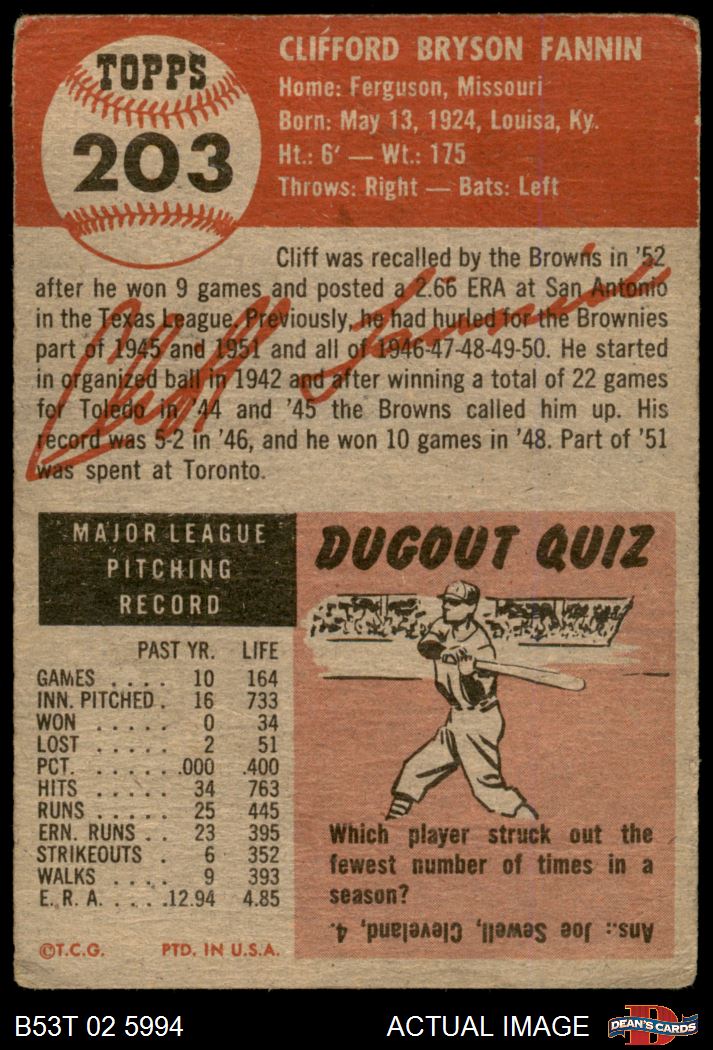 TOPPS
203
CLIFFORD BRYSON FANNIN
Home: Ferguson, Missouri
Born: May 13, 1924, Louisa, Ky.
Ht.: 6' — Wt.: 175
Throws: Right — Bats: Left
Cliff was recalled by the Browns in '52
after he won 9 games and posted a 2.66 ERA at San Antonio
in the Texas League. Previously, he had hurled for the Brownies
part of 1945 and 1951 and all of 1946-47-48-49-50. He started
in organized ball in 1942 and after winning a total of 22 games
for Toledo in '44 and '45 the Browns called him up. His
record was 5-2 in '46, and he won 10 games in '48. Part of '51
was spent at Toronto.
Cliff Fannin
MAJOR LEAGUE
PITCHING
RECORD
PAST YR. LIFE
GAMES . . . . 10 164
INN. PITCHED . 16 733
WON . . . . . 0 34
LOST . . . . . 2 51
PCT. . . . . . .000 .400
HITS . . . . . 34 763
RUNS . . . . . 25 445
ERN. RUNS . . 23 395
STRIKEOUTS . 6 352
WALKS . . . . 9 393
E. R. A. . . . .12.94 4.85
©T.C.G. PTD. IN U.S.A.
DUGOUT QUIZ
Which player struck out the
fewest number of times in a
season?
Ans.: Joe Sewell, Cleveland, 4.
B53T 02 5994
ACTUAL IMAGE
D
DEAN'S CARDS